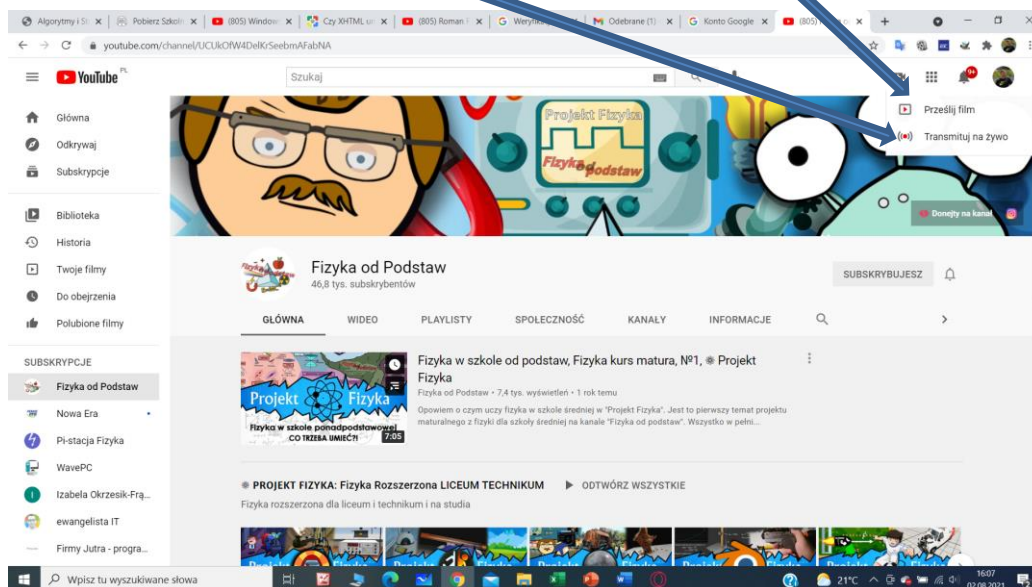 Algorytmy i St
Pobierz Szkoł
(805) Window
Czy XHTML u
(805) Roman
G Weryfik
Odebrane (1)
G Konto Google
(805)
youtube.com/channel/UCUkOfW4DelKrSeebmAFabNA
YouTube PL
Szukaj
9+
Prześlij film
Transmituj na żywo
Główna
Odkrywaj
Subskrypcje
Biblioteka
Historia
Twoje filmy
Do obejrzenia
Polubione filmy
SUBSKRYPCJE
Fizyka od Podstaw
Nowa Era
Pi-stacja Fizyka
WavePC
Izabela Okrzesik-Frą...
ewangelista IT
Firmy Jutra - progra...
Projekt Fizyka
Fizyka od podstaw
Donejty na kanał
Fizyka od Podstaw
46,8 tys. subskrybentów
SUBSKRYBUJESZ
GŁÓWNA WIDEO PLAYLISTY SPOŁECZNOŚĆ KANAŁY INFORMACJE
Projekt Fizyka
Fizyka w szkole ponadpodstawowej
CO TRZEBA UMIEĆ?!
7:05
Fizyka w szkole od podstaw, Fizyka kurs matura, №1, ⚛ Projekt
Fizyka
Fizyka od Podstaw • 7,4 tys. wyświetleń • 1 rok temu
Opowiem o czym uczy fizyka w szkole średniej w "Projekt Fizyka". Jest to pierwszy temat projektu
maturalnego z fizyki dla szkoły średniej na kanale "Fizyka od podstaw". Wszystko w pełni...
⚛ PROJEKT FIZYKA: Fizyka Rozszerzona LICEUM TECHNIKUM ▶ ODTWÓRZ WSZYSTKIE
Fizyka rozszerzona dla liceum i technikum i na studia
Wpisz tu wyszukiwane słowa
21°C
16:07
02.08.2021